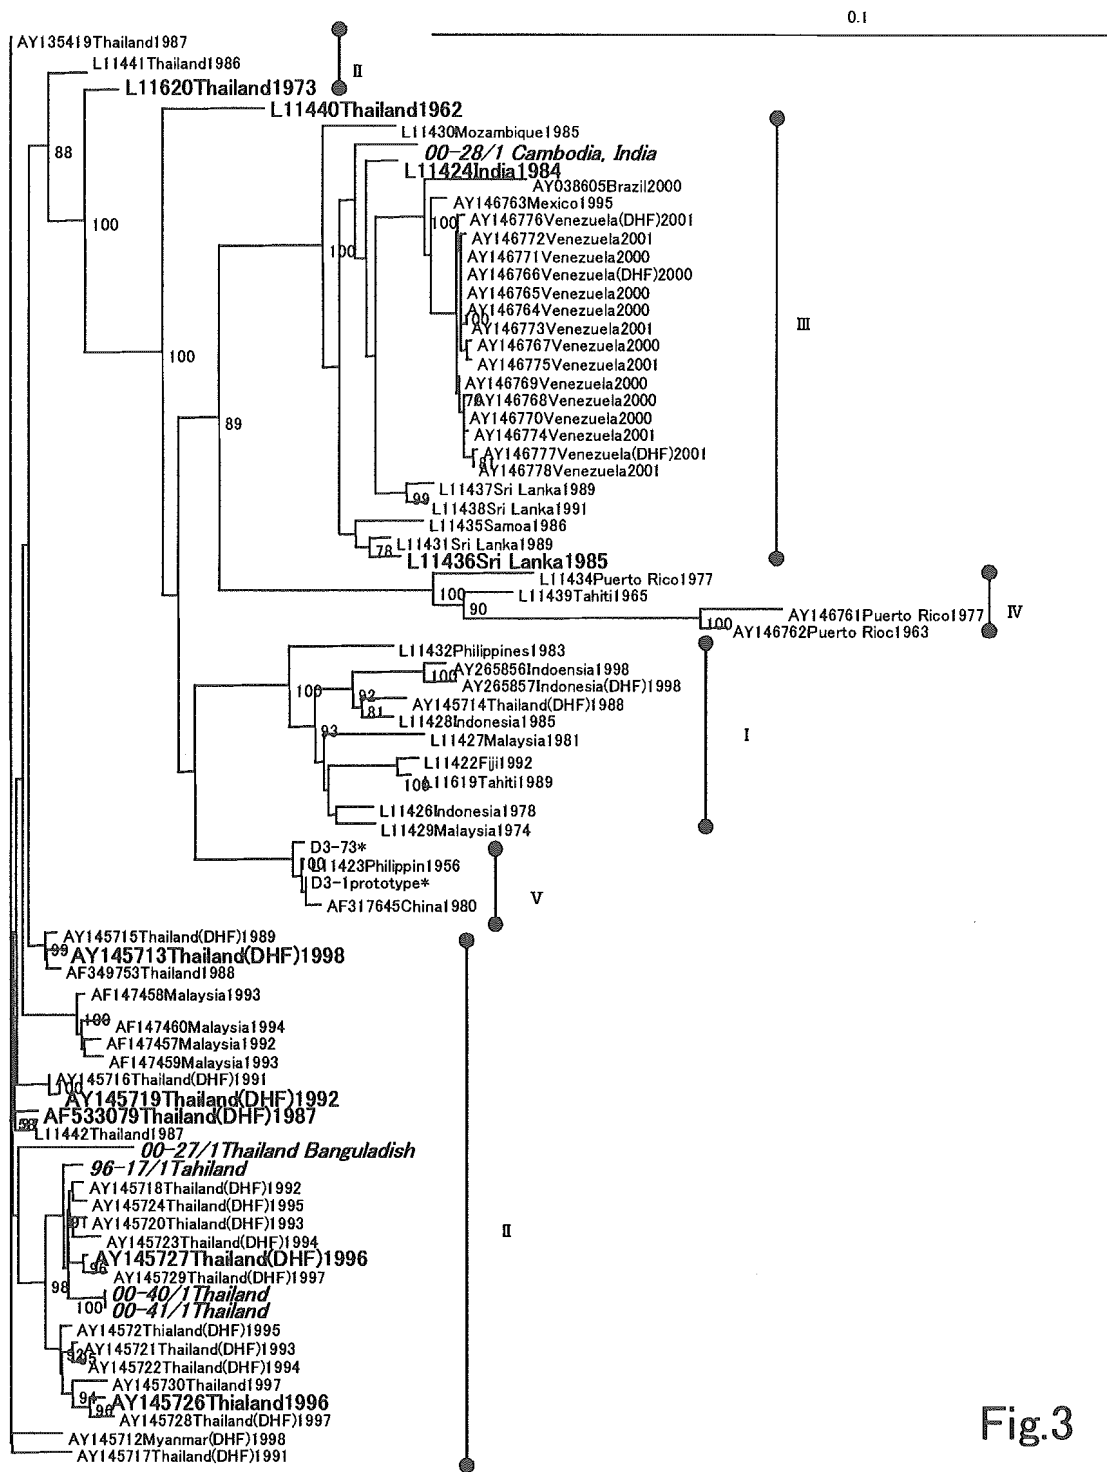 0.1
AY135419Thailand1987
L11441Thailand1986
II
L11620Thailand1973
L11440Thailand1962
L11430Mozambique1985
00-28/1 Cambodia, India
88
L11424India1984
AY038605Brazil2000
AY146763Mexico1995
100
100
AY146776Venezuela(DHF)2001
AY146772Venezuela2001
100
AY146771Venezuela2000
AY146766Venezuela(DHF)2000
AY146765Venezuela2000
AY146764Venezuela2000
100
III
AY146773Venezuela2001
AY146767Venezuela2000
100
AY146775Venezuela2001
AY146769Venezuela2000
AY146768Venezuela2000
AY146770Venezuela2000
89
AY146774Venezuela2001
AY146777Venezuela(DHF)2001
81
AY146778Venezuela2001
L11437Sri Lanka1989
99
L11438Sri Lanka1991
L11435Samoa1986
L11431Sri Lanka1989
78
L11436Sri Lanka1985
L11434Puerto Rico1977
100
L11439Tahiti1965
90
IV
AY146761Puerto Rico1977
100
AY146762Puerto Rioc1963
L11432Philippines1983
AY265856Indoensia1998
100
AY265857Indonesia(DHF)1998
100
92
AY145714Thailand(DHF)1988
81
L11428Indonesia1985
93
I
L11427Malaysia1981
L11422Fiji1992
100
L11619Tahiti1989
L11426Indonesia1978
L11429Malaysia1974
D3-73*
100
L11423Philippin1956
D3-1prototype*
V
AF317645China1980
AY145715Thailand(DHF)1989
99
AY145713Thailand(DHF)1998
AF349753Thailand1988
AF147458Malaysia1993
100
AF147460Malaysia1994
AF147457Malaysia1992
AF147459Malaysia1993
AY145716Thailand(DHF)1991
100
AY145719Thailand(DHF)1992
AF533079Thailand(DHF)1987
L11442Thailand1987
00-27/1Thailand Banguladish
96-17/1Tahiland
AY145718Thailand(DHF)1992
AY145724Thailand(DHF)1995
AY145720Thialand(DHF)1993
II
AY145723Thailand(DHF)1994
AY145727Thailand(DHF)1996
96
AY145729Thailand(DHF)1997
98
00-40/1Thailand
100
00-41/1Thailand
AY14572Thialand(DHF)1995
AY145721Thailand(DHF)1993
92
95
AY145722Thailand(DHF)1994
AY145730Thailand1997
94
AY145726Thialand1996
90
AY145728Thailand(DHF)1997
Fig.3
AY145712Myanmar(DHF)1998
AY145717Thailand(DHF)1991